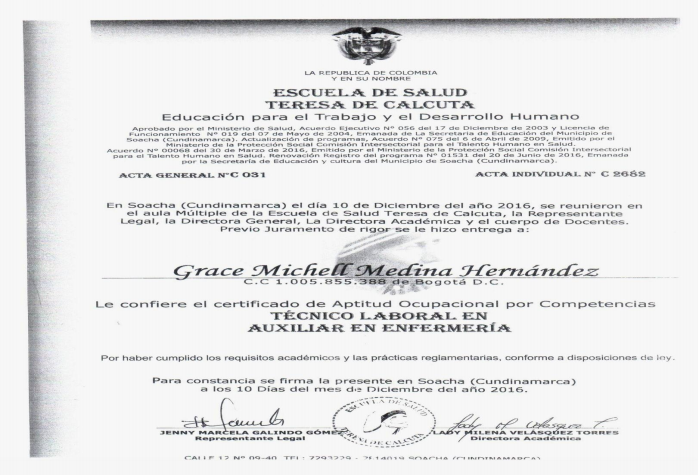 LA REPUBLICA DE COLOMBIA
Y EN SU NOMBRE
ESCUELA DE SALUD
TERESA DE CALCUTA
Educación para el Trabajo y el Desarrollo Humano
Aprobado por el Ministerio de Salud, Acuerdo Ejecutivo N° 056 del 17 de Diciembre de 2003 y Licencia de
Funcionamiento N° 019 del 07 de Mayo de 2004, Emanada de La Secretaria de Educación del Municipio de
Soacha (Cundinamarca). Actualización de programas, Acuerdo N° 075 del 6 de Abril de 2009, Emitido por el
Ministerio de la Protección Social Comisión Intersectorial para el Talento Humano en Salud.
Acuerdo N° 00068 del 30 de Marzo de 2016, Emitido por el Ministerio de la Protección Social Comisión Intersectorial
para el Talento Humano en Salud. Renovación Registro del programa N° 01531 del 20 de Junio de 2016, Emanada
por la Secretaria de Educación y cultura del Municipio de Soacha (Cundinamarca).
ACTA GENERAL N° C 031 ACTA INDIVIDUAL N° C 2682
En Soacha (Cundinamarca) el día 10 de Diciembre del año 2016, se reunieron en
el aula Múltiple de la Escuela de Salud Teresa de Calcuta, la Representante
Legal, la Directora General, La Directora Académica y el cuerpo de Docentes.
Previo Juramento de rigor se le hizo entrega a:
Grace Michell Medina Hernández
C.C 1.005.855.388 de Bogotá D.C.
Le confiere el certificado de Aptitud Ocupacional por Competencias
TÉCNICO LABORAL EN
AUXILIAR EN ENFERMERÍA
Por haber cumplido los requisitos académicos y las prácticas reglamentarias, conforme a disposiciones de ley.
Para constancia se firma la presente en Soacha (Cundinamarca)
a los 10 Días del mes de Diciembre del año 2016.
ESCUELA DE SALUD
TERESA DE CALCUTA
JENNY MARCELA GALINDO GÓMEZ LADY MILENA VELÁSQUEZ TORRES
Representante Legal Directora Académica
CALLE 12 N° 09-40 TEL: 7293229 - 7114019 SOACHA (CUNDINAMARCA)